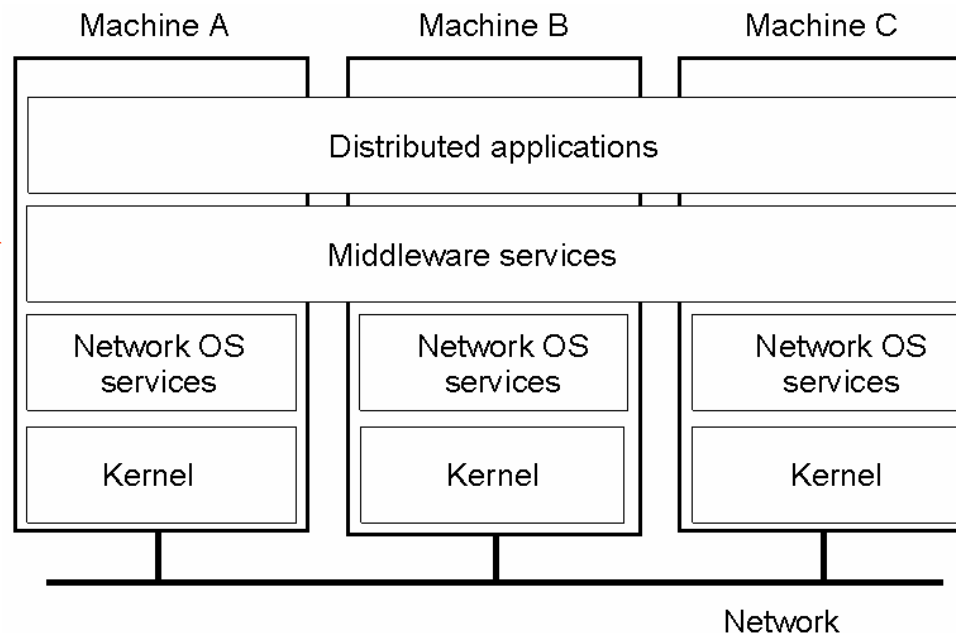 Machine A
Machine B
Machine C
Distributed applications
Middleware services
Network OS
services
Network OS
services
Network OS
services
Kernel
Kernel
Kernel
Network